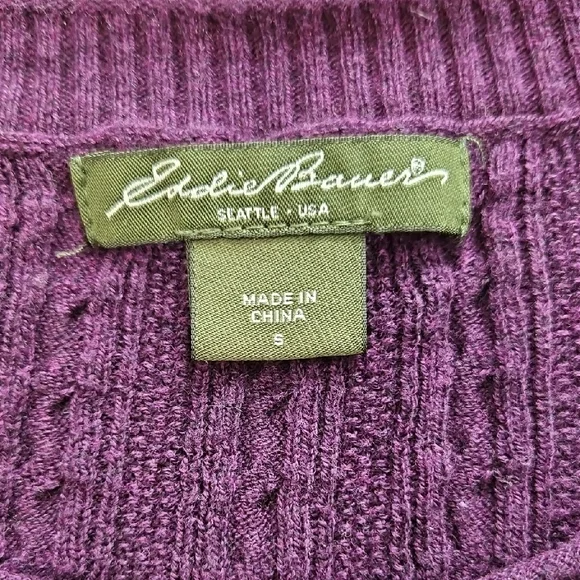 Eddie Bauer®
SEATTLE · USA
MADE IN
CHINA
S